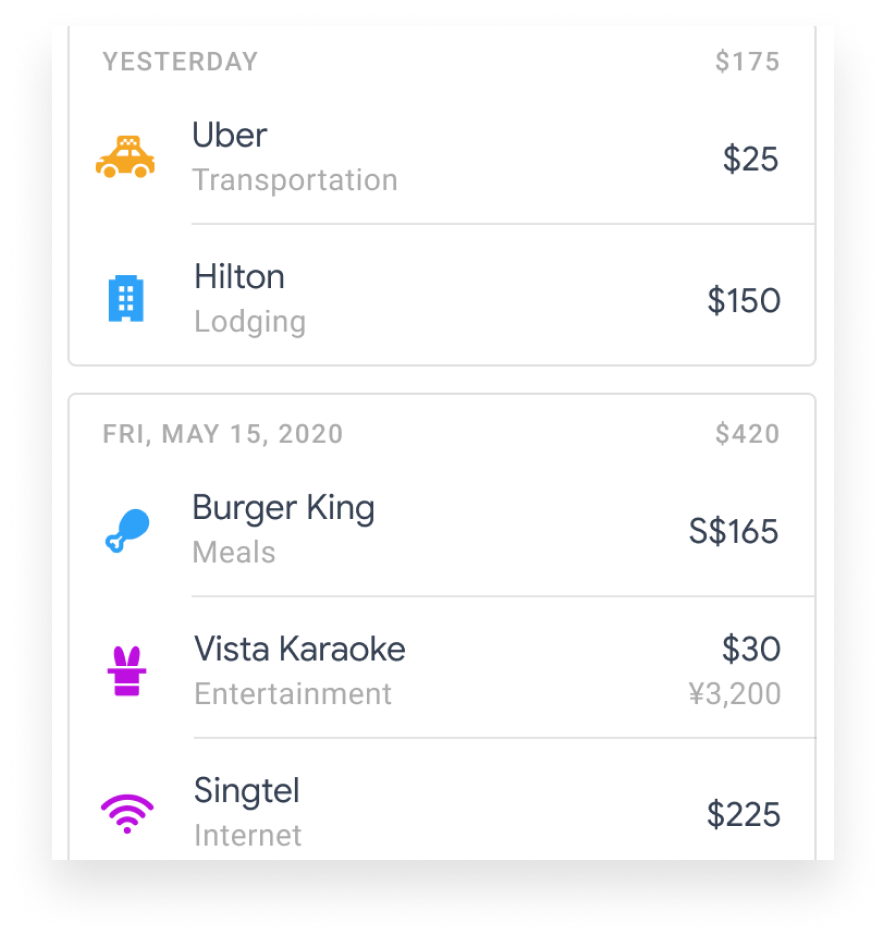 YESTERDAY $175
Uber
Transportation
$25
Hilton
Lodging
$150
FRI, MAY 15, 2020 $420
Burger King
Meals
S$165
Vista Karaoke $30
Entertainment ¥3,200
Singtel
Internet
$225